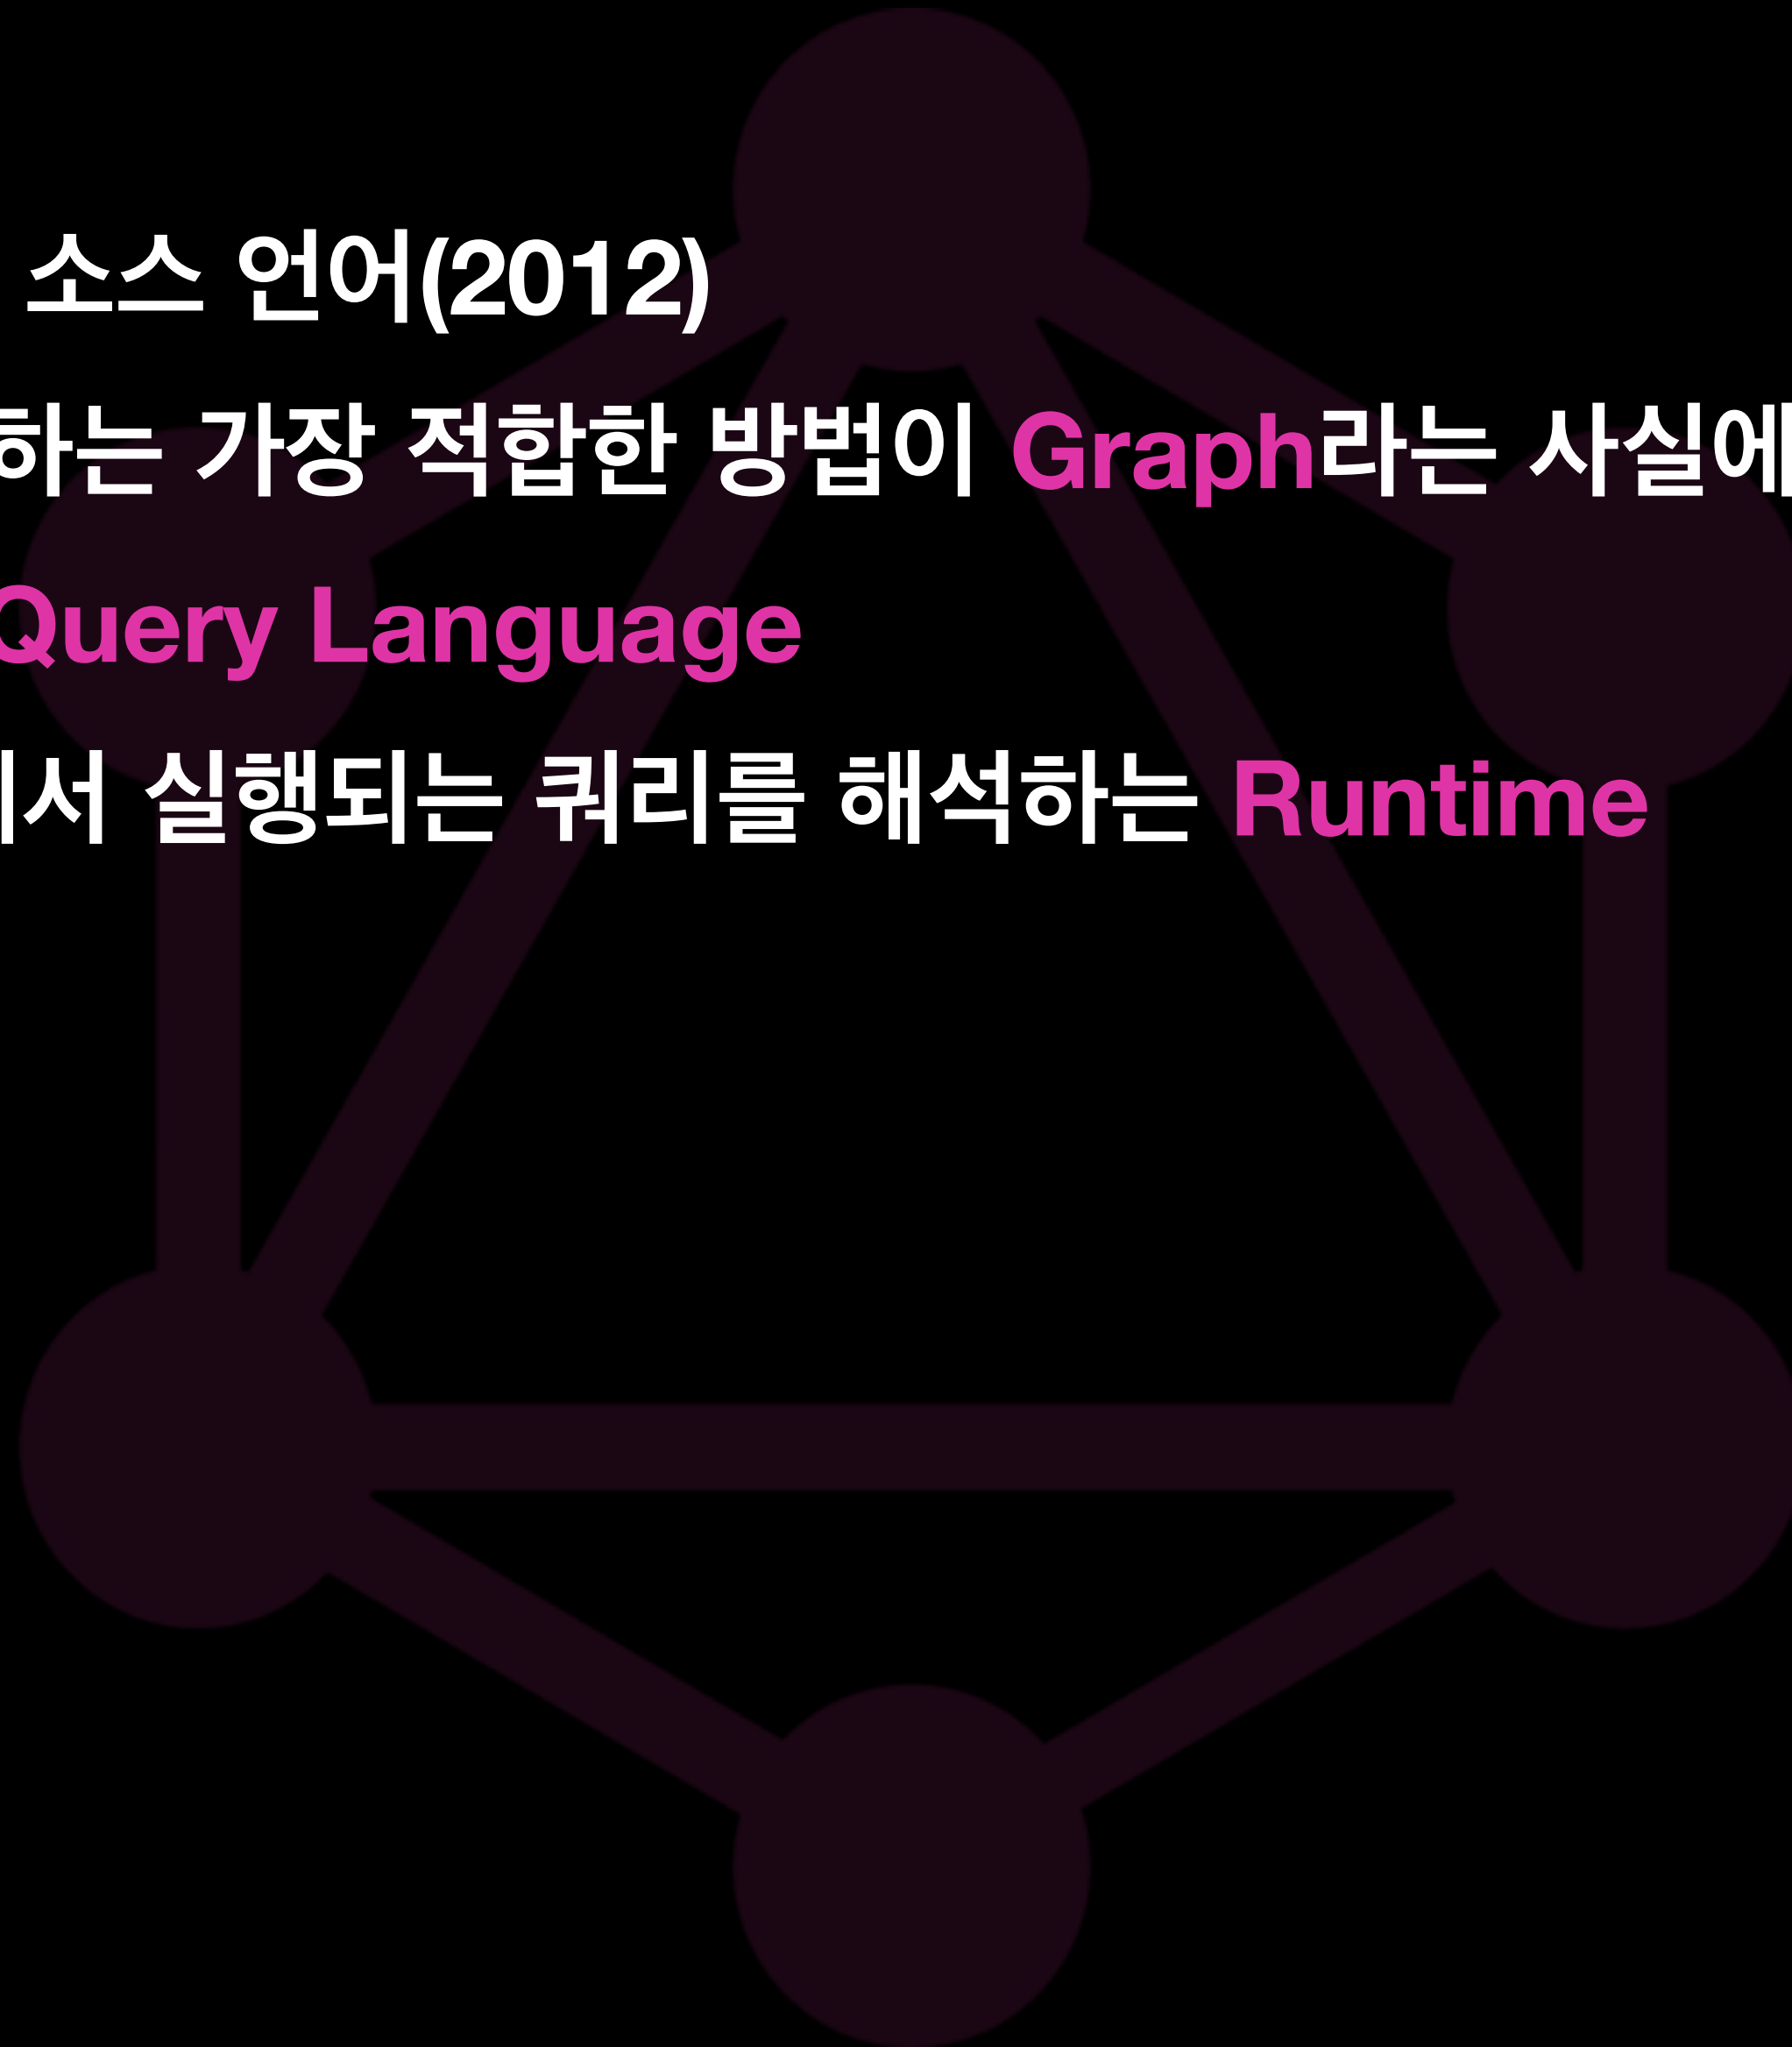 소스 언어(2012)
하는 가장 적합한 방법이 Graph라는 사실에
Query Language
에서 실행되는 쿼리를 해석하는 Runtime